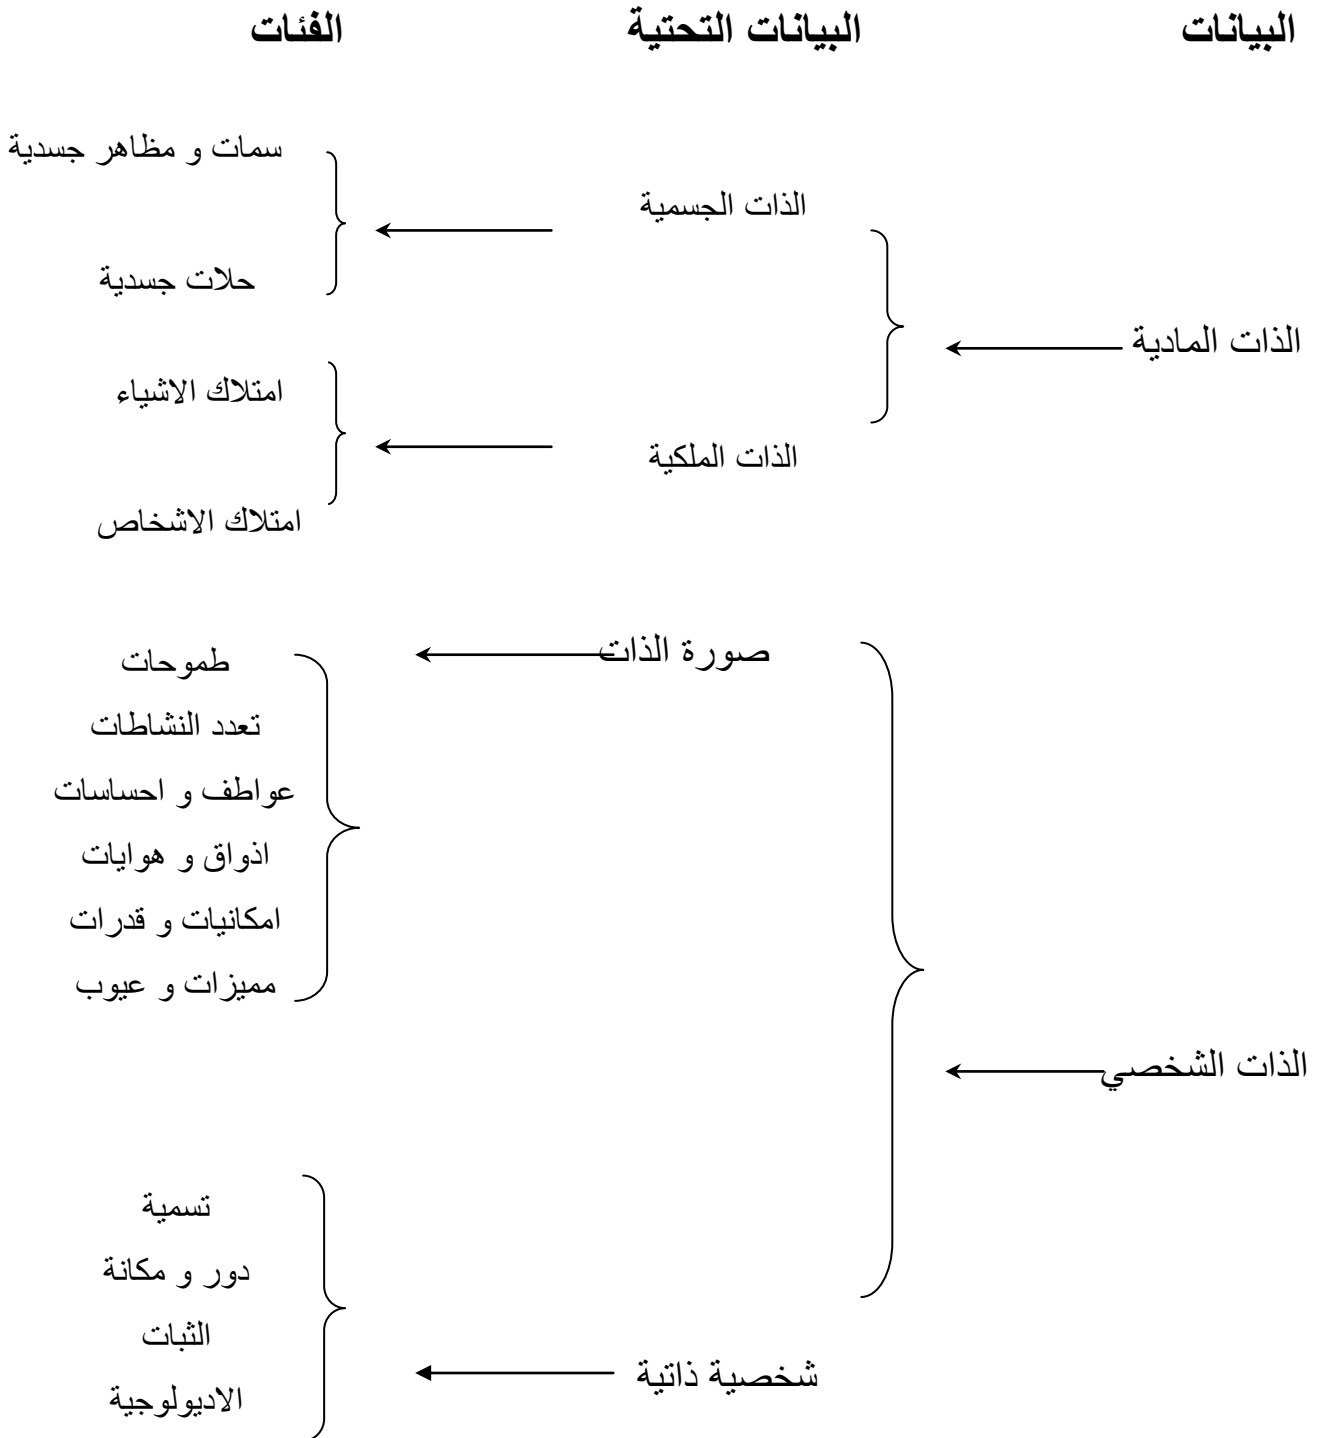 البيانات البيانات التحتية الفئات
سمات و مظاهر جسدية
الذات الجسمية
حلات جسدية
الذات المادية
امتلاك الاشياء
الذات الملكية
امتلاك الاشخاص
صورة الذات
طموحات
تعدد النشاطات
عواطف و احساسات
اذواق و هوايات
امكانيات و قدرات
مميزات و عيوب
الذات الشخصي
تسمية
دور و مكانة
الثبات
شخصية ذاتية
الاديولوجية